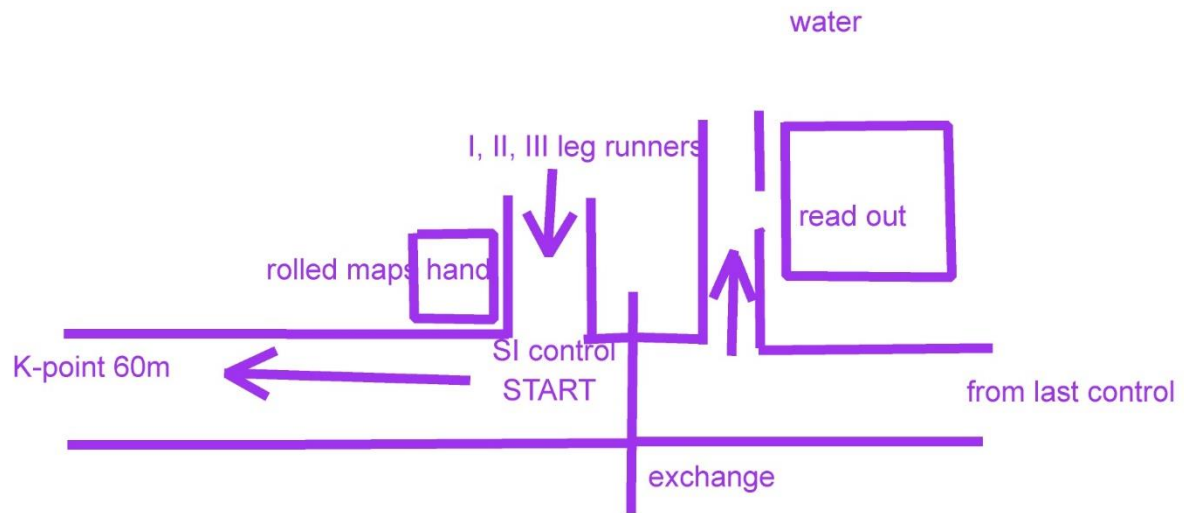 water
I, II, III leg runners
read out
rolled maps hand
SI control
START
K-point 60m
from last control
exchange